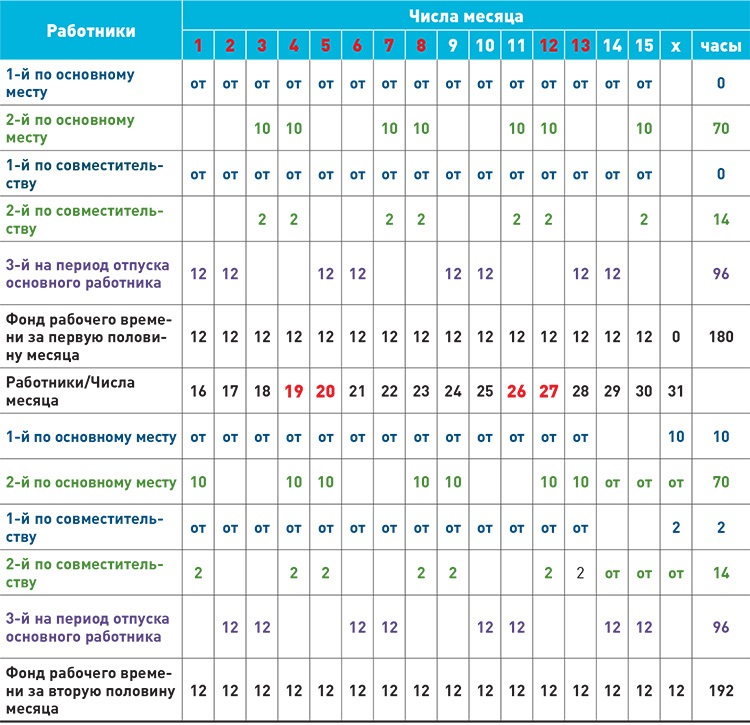 Работники Числа месяца
1 2 3 4 5 6 7 8 9 10 11 12 13 14 15 x часы
1-й по основному
месту от от от от от от от от от от от от от от от 0
2-й по основному
месту 10 10 10 10 10 10 10 70
1-й по совместитель-
ству от от от от от от от от от от от от от от от 0
2-й по совместитель-
ству 2 2 2 2 2 2 2 14
3-й на период отпуска
основного работника 12 12 12 12 12 12 12 12 96
Фонд рабочего време-
ни за первую полови-
ну месяца 12 12 12 12 12 12 12 12 12 12 12 12 12 12 12 0 180
Работники/Числа
месяца 16 17 18 19 20 21 22 23 24 25 26 27 28 29 30 31
1-й по основному месту от от от от от от от от от от от от от 10 10
2-й по основному месту 10 10 10 10 10 10 10 от от от 70
1-й по совместитель-
ству от от от от от от от от от от от от от 2 2
2-й по совместитель-
ству 2 2 2 2 2 2 2 от от от 14
3-й на период отпуска
основного работника 12 12 12 12 12 12 12 12 96
Фонд рабочего време-
ни за вторую половину
месяца 12 12 12 12 12 12 12 12 12 12 12 12 12 12 12 12 192